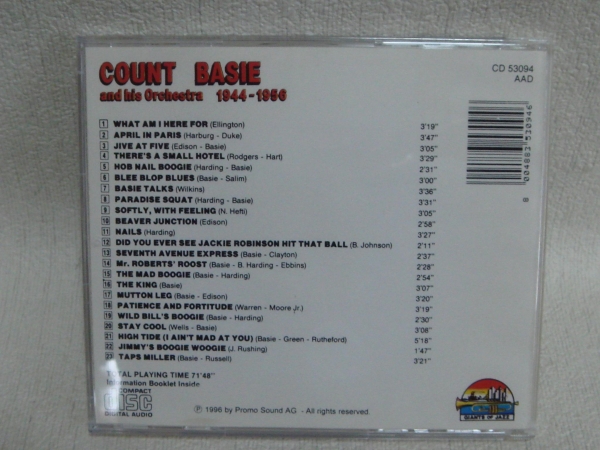 COUNT BASIE
and his Orchestra 1944-1956
CD 53094
AAD
8 004883 530946
1 WHAT AM I HERE FOR (Ellington) 3'19"
2 APRIL IN PARIS (Harburg - Duke) 3'47"
3 JIVE AT FIVE (Edison - Basie) 3'05"
4 THERE'S A SMALL HOTEL (Rodgers - Hart) 3'29"
5 HOB NAIL BOOGIE (Harding - Basie) 2'31"
6 BLEE BLOP BLUES (Basie - Salim) 3'00"
7 BASIE TALKS (Wilkins) 3'36"
8 PARADISE SQUAT (Harding - Basie) 3'31"
9 SOFTLY, WITH FEELING (N. Hefti) 3'05"
10 BEAVER JUNCTION (Edison) 2'58"
11 NAILS (Harding) 3'27"
12 DID YOU EVER SEE JACKIE ROBINSON HIT THAT BALL (B. Johnson) 2'11"
13 SEVENTH AVENUE EXPRESS (Basie - Clayton) 2'37"
14 Mr. ROBERTS' ROOST (Basie - B. Harding - Ebbins) 2'28"
15 THE MAD BOOGIE (Basie - Harding) 2'54"
16 THE KING (Basie) 3'07"
17 MUTTON LEG (Basie - Edison) 3'20"
18 PATIENCE AND FORTITUDE (Warren - Moore Jr.) 3'19"
19 WILD BILL'S BOOGIE (Basie - Harding) 2'30"
20 STAY COOL (Wells - Basie) 3'08"
21 HIGH TIDE (I AIN'T MAD AT YOU) (Basie - Green - Rutheford) 5'18"
22 JIMMY'S BOOGIE WOOGIE (J. Rushing) 1'47"
23 TAPS MILLER (Basie - Russell) 3'21"
TOTAL PLAYING TIME 71'48"
Information Booklet Inside
COMPACT
disc
DIGITAL AUDIO
℗ 1996 by Promo Sound AG - All rights reserved.
GIANTS OF JAZZ